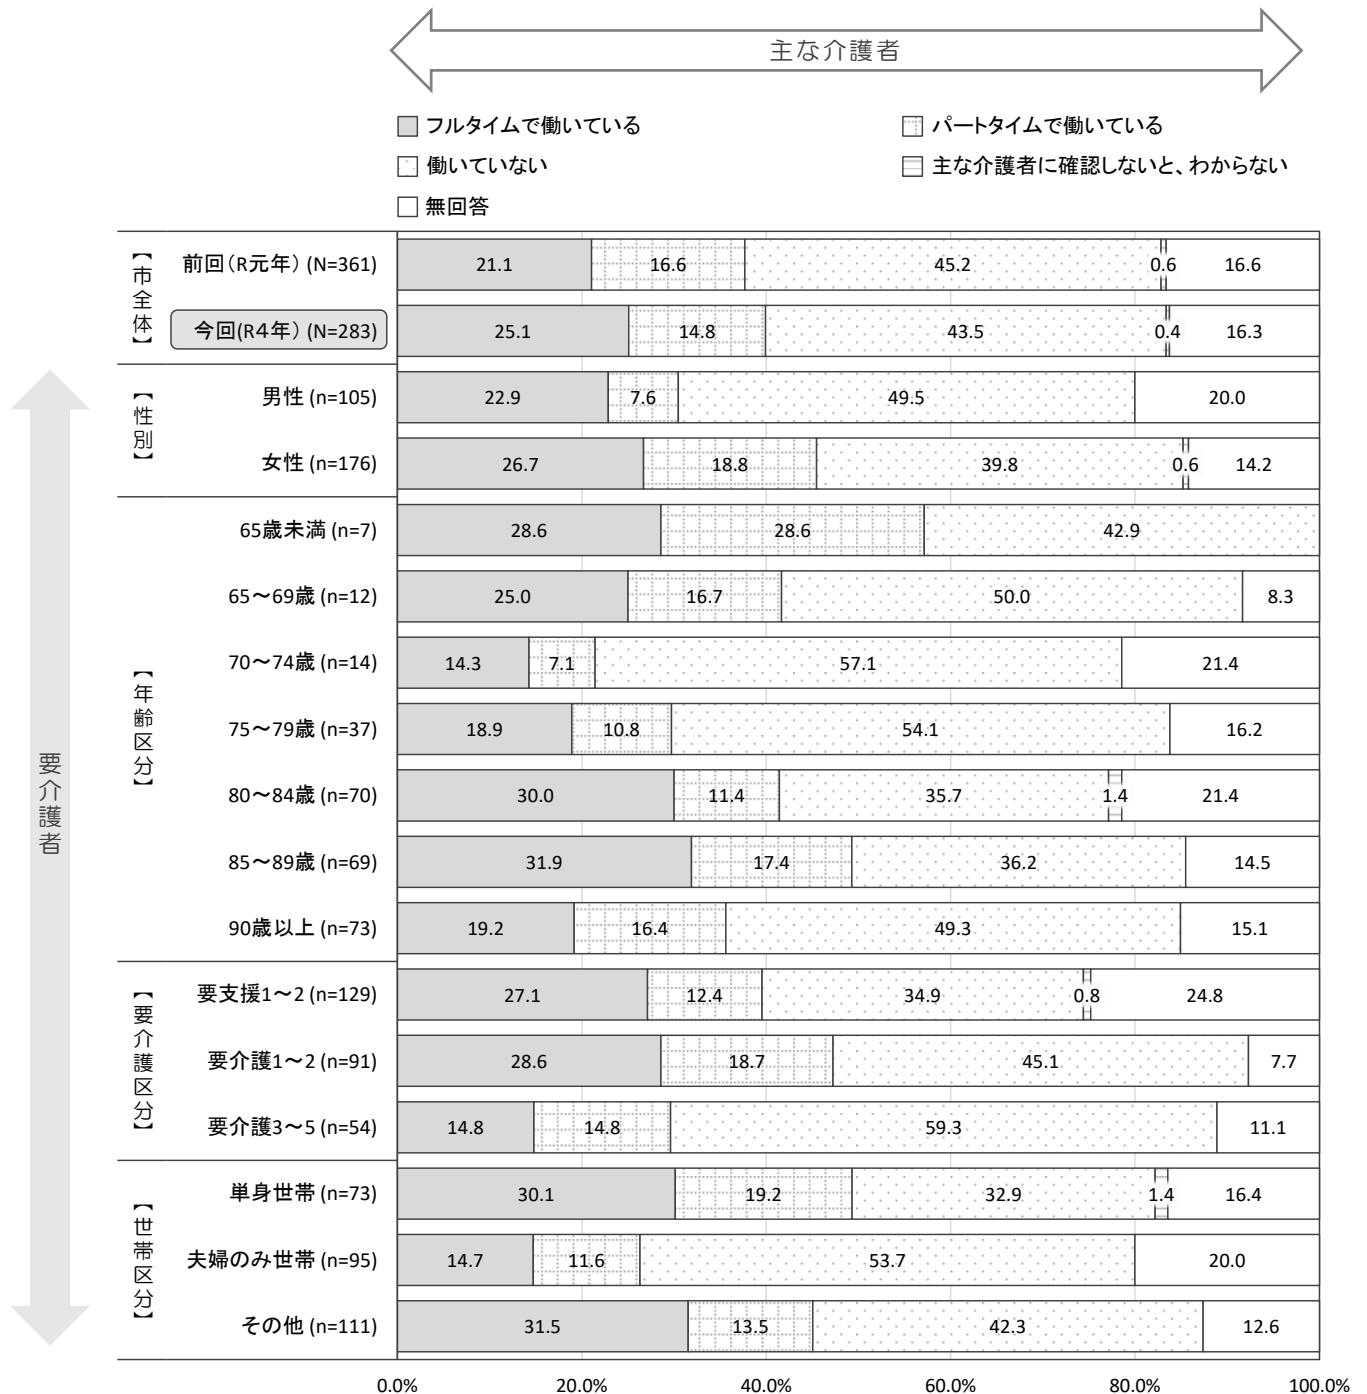 主な介護者
フルタイムで働いている パートタイムで働いている
働いていない 主な介護者に確認しないと、わからない
無回答
【市全体】
前回（R元年）(N=361) 21.1 16.6 45.2 0.6 16.6
今回(R４年）(N=283) 25.1 14.8 43.5 0.4 16.3
要介護者
【性別】
男性 (n=105) 22.9 7.6 49.5 20.0
女性 (n=176) 26.7 18.8 39.8 0.6 14.2
【年齢区分】
65歳未満 (n=7) 28.6 28.6 42.9
65～69歳 (n=12) 25.0 16.7 50.0 8.3
70～74歳 (n=14) 14.3 7.1 57.1 21.4
75～79歳 (n=37) 18.9 10.8 54.1 16.2
80～84歳 (n=70) 30.0 11.4 35.7 1.4 21.4
85～89歳 (n=69) 31.9 17.4 36.2 14.5
90歳以上 (n=73) 19.2 16.4 49.3 15.1
【要介護区分】
要支援1～2 (n=129) 27.1 12.4 34.9 0.8 24.8
要介護1～2 (n=91) 28.6 18.7 45.1 7.7
要介護3～5 (n=54) 14.8 14.8 59.3 11.1
【世帯区分】
単身世帯 (n=73) 30.1 19.2 32.9 1.4 16.4
夫婦のみ世帯 (n=95) 14.7 11.6 53.7 20.0
その他 (n=111) 31.5 13.5 42.3 12.6
0.0% 20.0% 40.0% 60.0% 80.0% 100.0%